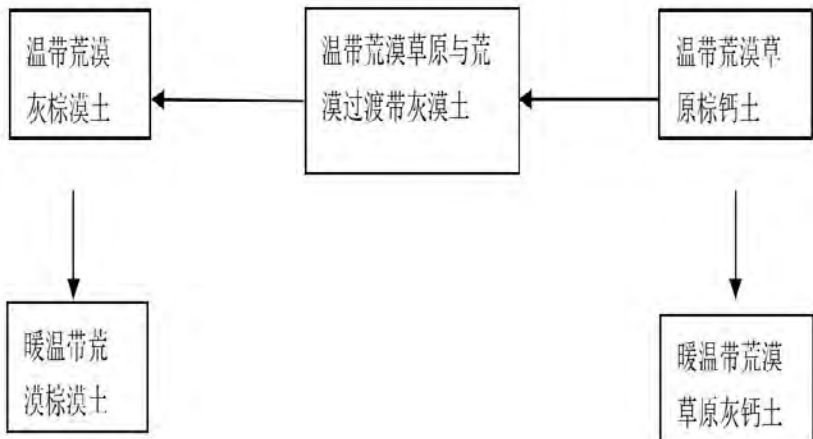 温带荒漠
灰棕漠土
温带荒漠草原与荒
漠过渡带灰漠土
温带荒漠草
原棕钙土
暖温带荒
漠棕漠土
暖温带荒漠
草原灰钙土